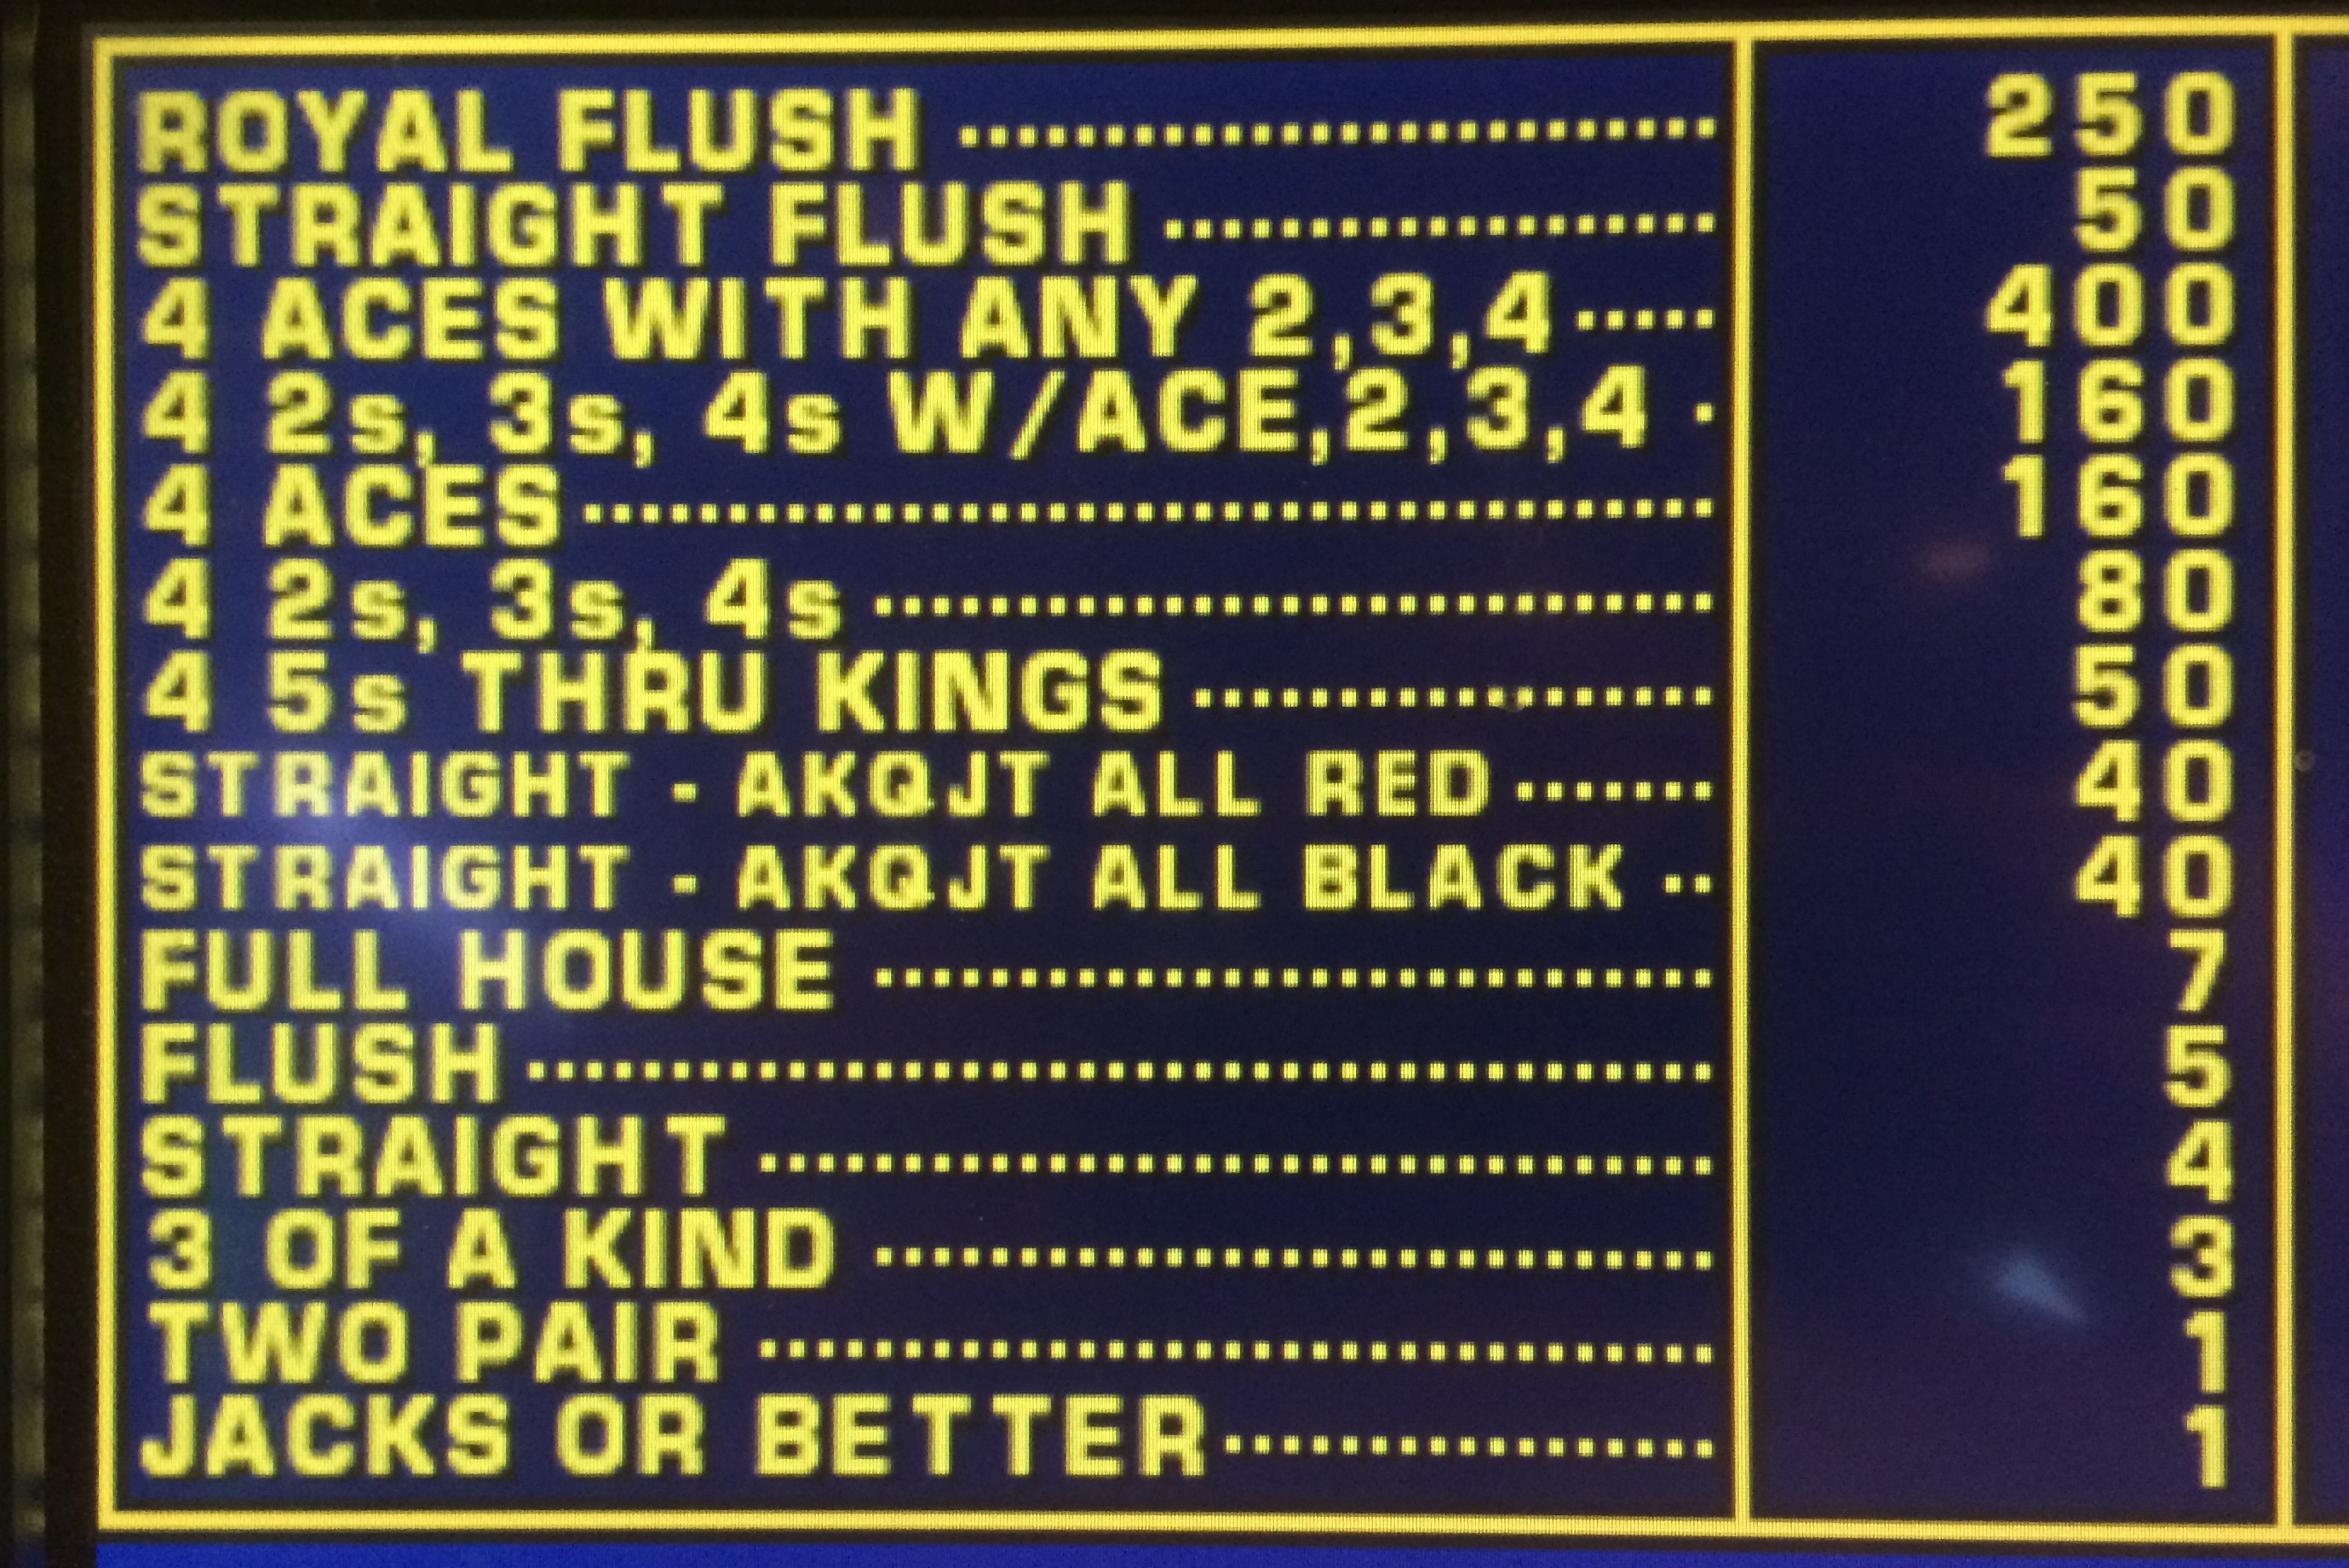 ROYAL FLUSH ·························· 250
STRAIGHT FLUSH ··················· 50
4 ACES WITH ANY 2,3,4 ····· 400
4 2s, 3s, 4s W/ACE,2,3,4 · 160
4 ACES ······································· 160
4 2s, 3s, 4s ····························· 80
4 5s THRU KINGS ·················· 50
STRAIGHT - AKQJT ALL RED ······· 40
STRAIGHT - AKQJT ALL BLACK ·· 40
FULL HOUSE ····························· 7
FLUSH ········································· 5
STRAIGHT ································· 4
3 OF A KIND ····························· 3
TWO PAIR ································· 1
JACKS OR BETTER ················· 1